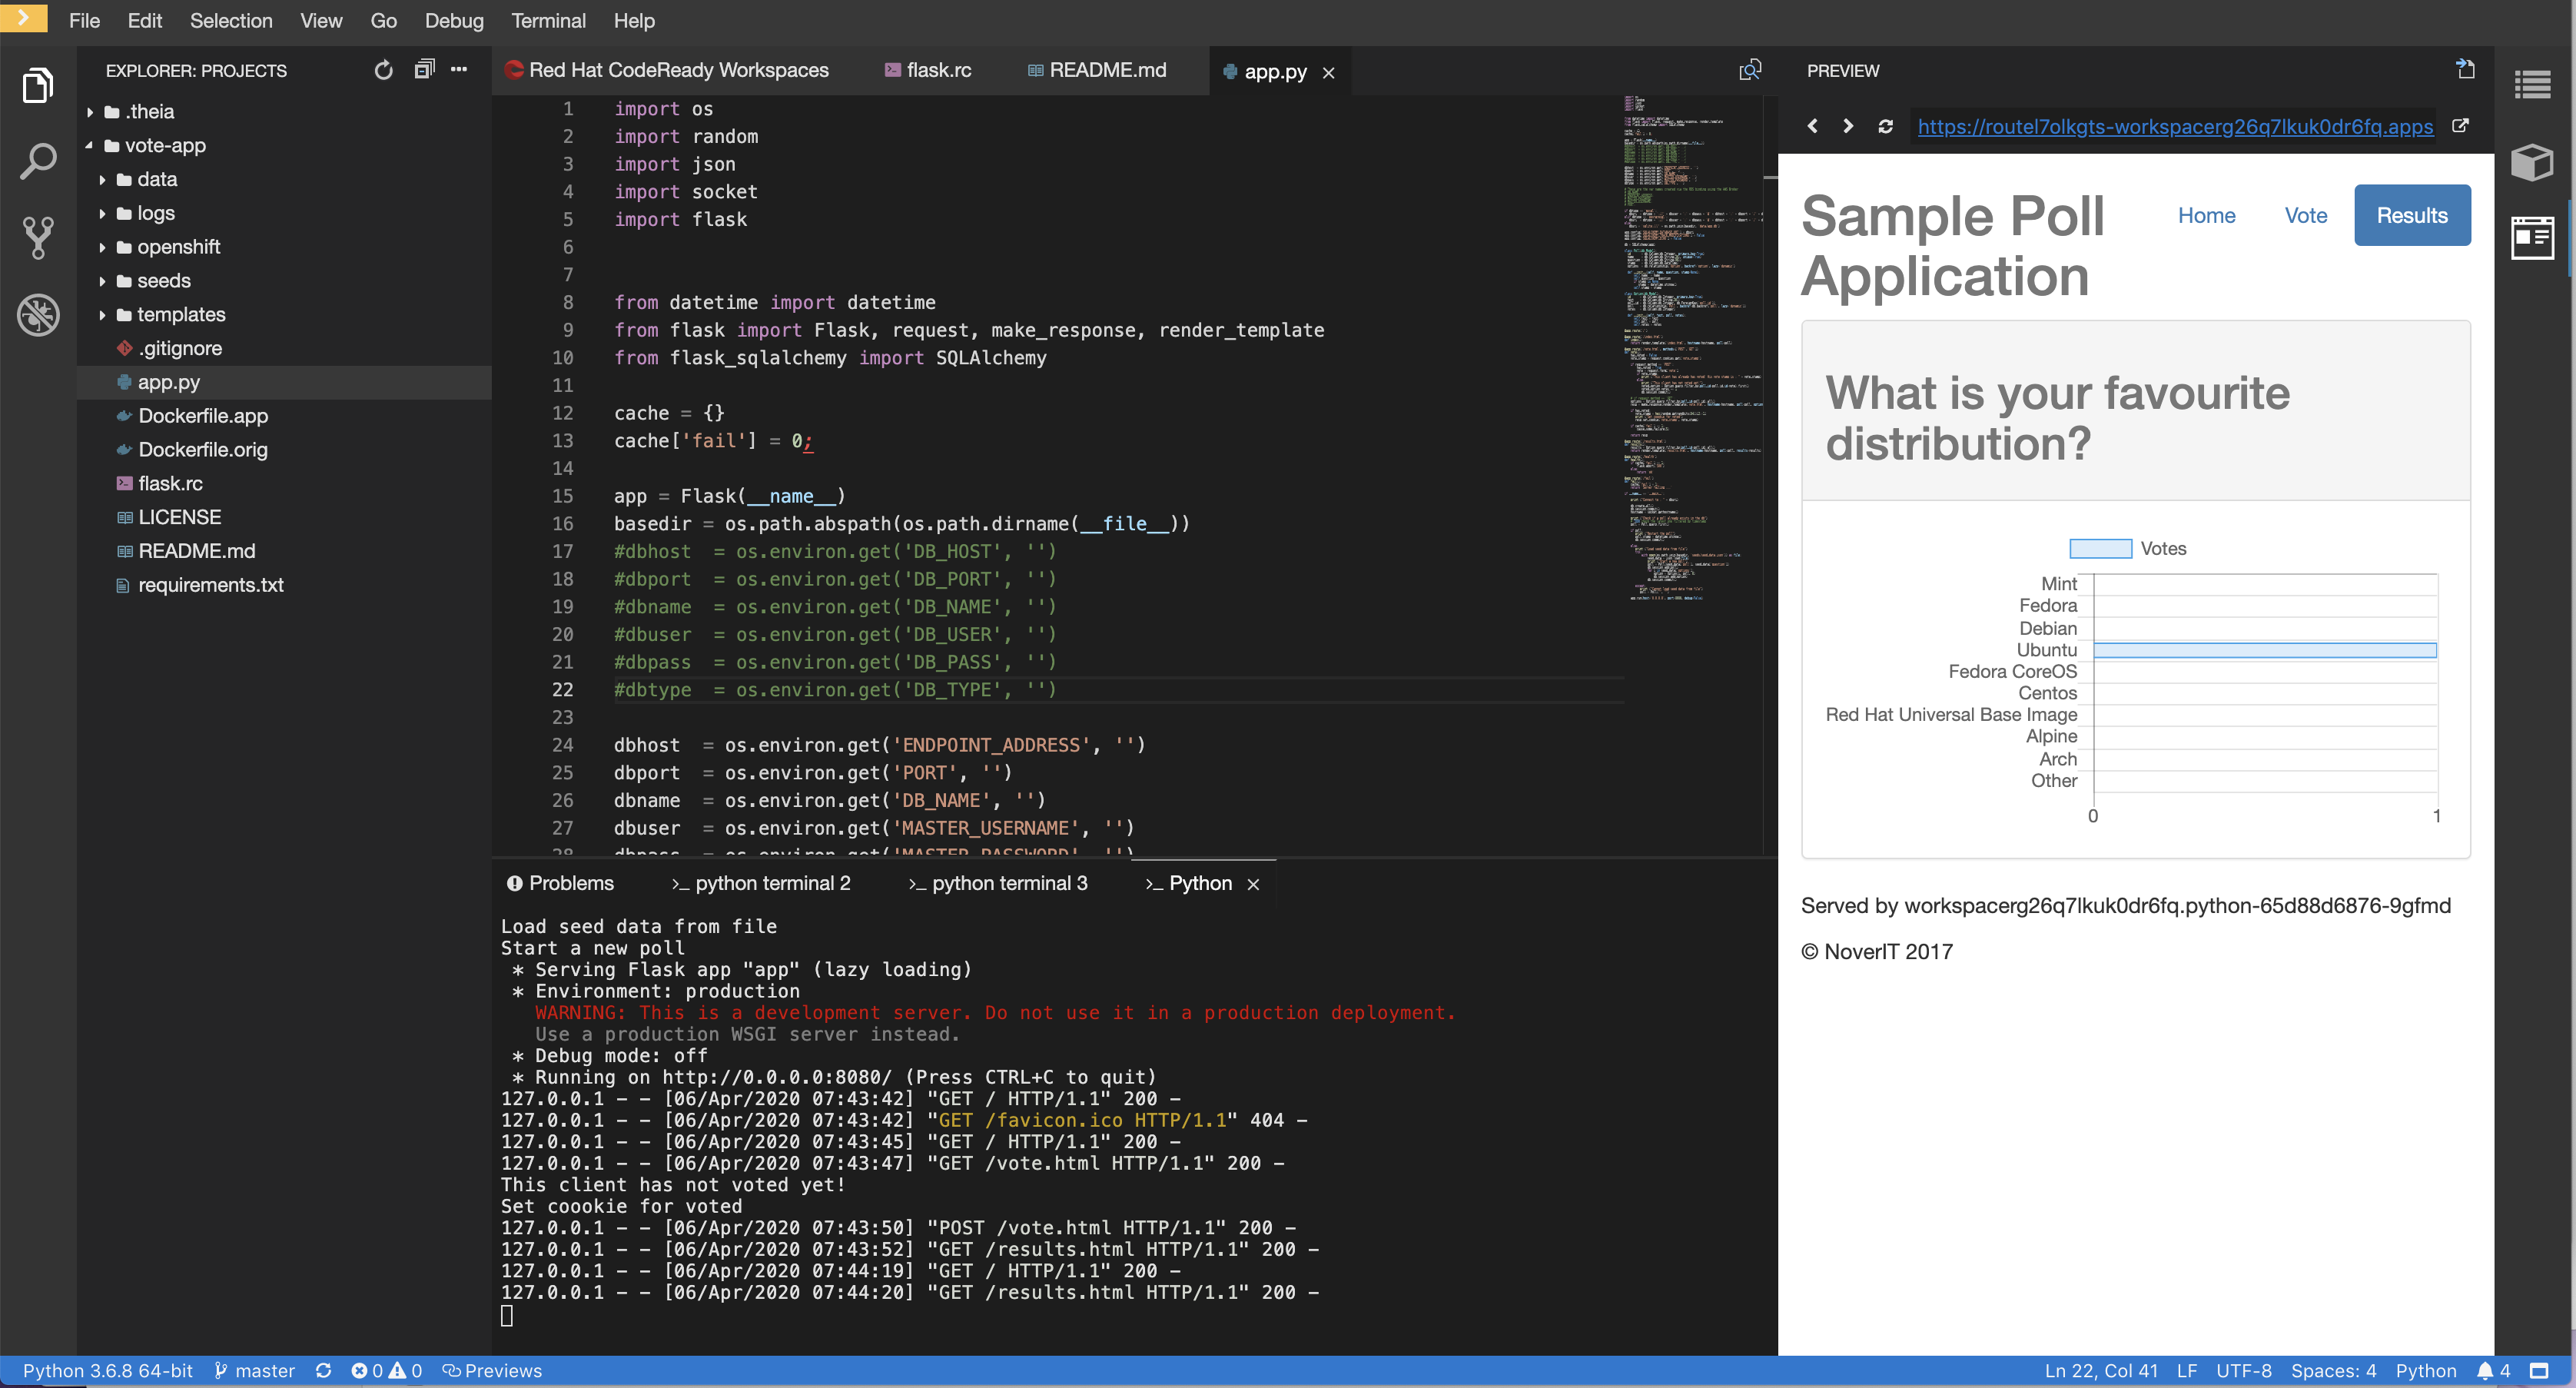 File Edit Selection View Go Debug Terminal Help
EXPLORER: PROJECTS
.theia
vote-app
data
logs
openshift
seeds
templates
.gitignore
app.py
Dockerfile.app
Dockerfile.orig
flask.rc
LICENSE
README.md
requirements.txt
Red Hat CodeReady Workspaces flask.rc README.md app.py
1 import os
2 import random
3 import json
4 import socket
5 import flask
6
7
8 from datetime import datetime
9 from flask import Flask, request, make_response, render_template
10 from flask_sqlalchemy import SQLAlchemy
11
12 cache = {}
13 cache['fail'] = 0;
14
15 app = Flask(__name__)
16 basedir = os.path.abspath(os.path.dirname(__file__))
17 #dbhost  = os.environ.get('DB_HOST', '')
18 #dbport  = os.environ.get('DB_PORT', '')
19 #dbname  = os.environ.get('DB_NAME', '')
20 #dbuser  = os.environ.get('DB_USER', '')
21 #dbpass  = os.environ.get('DB_PASS', '')
22 #dbtype  = os.environ.get('DB_TYPE', '')
23
24 dbhost  = os.environ.get('ENDPOINT_ADDRESS', '')
25 dbport  = os.environ.get('PORT', '')
26 dbname  = os.environ.get('DB_NAME', '')
27 dbuser  = os.environ.get('MASTER_USERNAME', '')
28 dbpass  = os.environ.get('MASTER_PASSWORD', '')
Problems >_ python terminal 2 >_ python terminal 3 >_ Python
Load seed data from file
Start a new poll
* Serving Flask app "app" (lazy loading)
* Environment: production
WARNING: This is a development server. Do not use it in a production deployment.
Use a production WSGI server instead.
* Debug mode: off
* Running on http://0.0.0.0:8080/ (Press CTRL+C to quit)
127.0.0.1 - - [06/Apr/2020 07:43:42] "GET / HTTP/1.1" 200 -
127.0.0.1 - - [06/Apr/2020 07:43:42] "GET /favicon.ico HTTP/1.1" 404 -
127.0.0.1 - - [06/Apr/2020 07:43:45] "GET / HTTP/1.1" 200 -
127.0.0.1 - - [06/Apr/2020 07:43:47] "GET /vote.html HTTP/1.1" 200 -
This client has not voted yet!
Set coookie for voted
127.0.0.1 - - [06/Apr/2020 07:43:50] "POST /vote.html HTTP/1.1" 200 -
127.0.0.1 - - [06/Apr/2020 07:43:52] "GET /results.html HTTP/1.1" 200 -
127.0.0.1 - - [06/Apr/2020 07:44:19] "GET / HTTP/1.1" 200 -
127.0.0.1 - - [06/Apr/2020 07:44:20] "GET /results.html HTTP/1.1" 200 -
PREVIEW
https://routel7olkgts-workspacerg26q7lkuk0dr6fq.apps
Sample Poll
Application
Home Vote Results
What is your favourite
distribution?
Votes
Mint
Fedora
Debian
Ubuntu
Fedora CoreOS
Centos
Red Hat Universal Base Image
Alpine
Arch
Other
0 1
Served by workspacerg26q7lkuk0dr6fq.python-65d88d6876-9gfmd
© NoverIT 2017
Python 3.6.8 64-bit master 0 0 Previews Ln 22, Col 41 LF UTF-8 Spaces: 4 Python 4